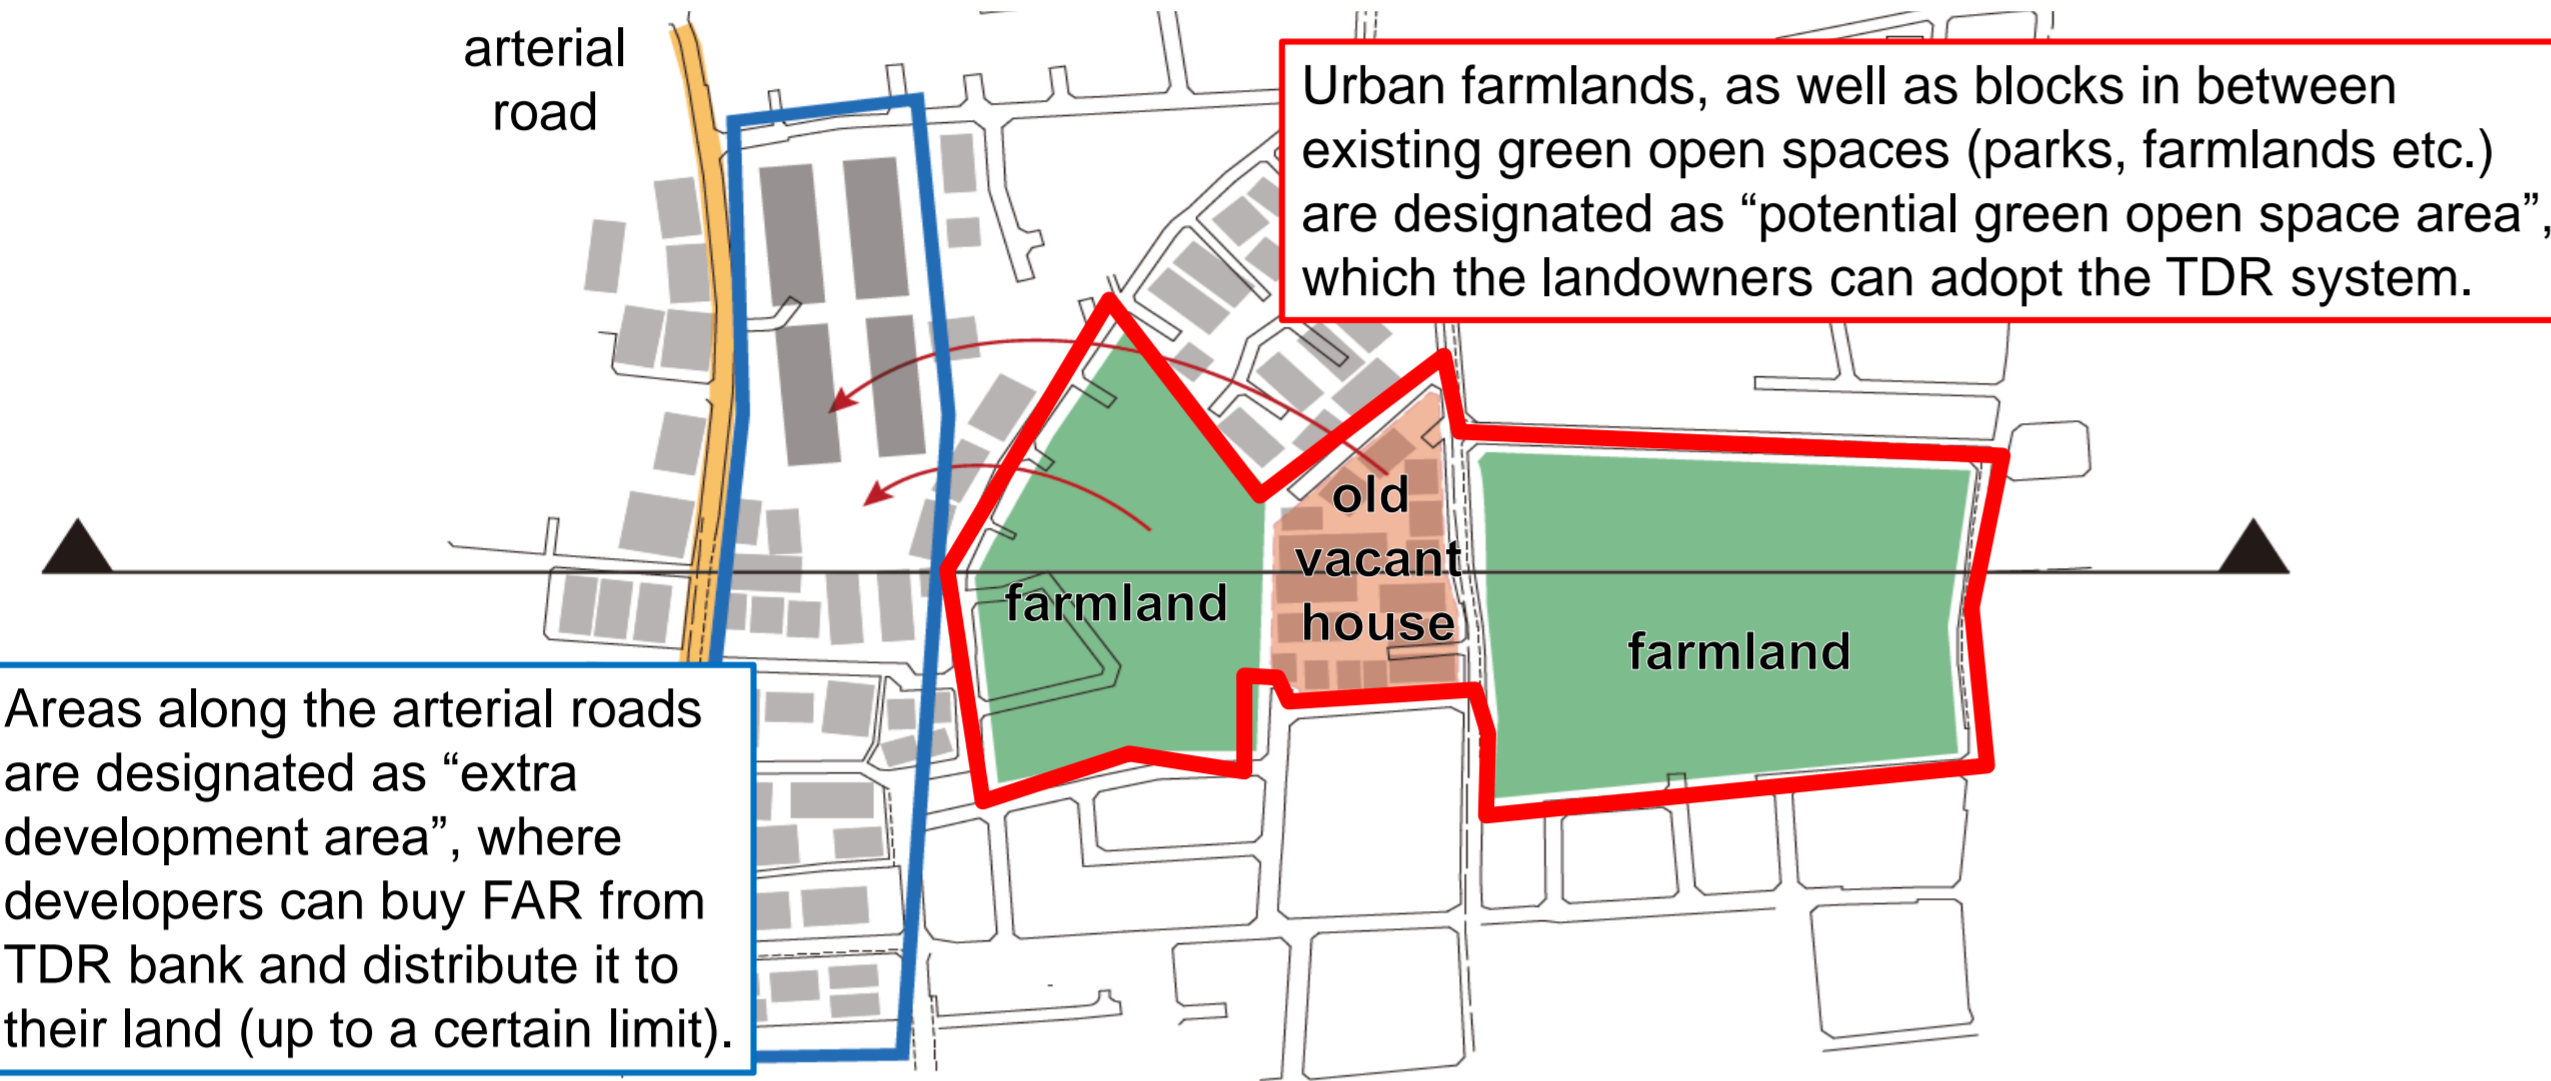 arterial
road
Urban farmlands, as well as blocks in between
existing green open spaces (parks, farmlands etc.)
are designated as “potential green open space area”,
which the landowners can adopt the TDR system.
old
vacant
house
farmland
farmland
Areas along the arterial roads
are designated as “extra
development area”, where
developers can buy FAR from
TDR bank and distribute it to
their land (up to a certain limit).